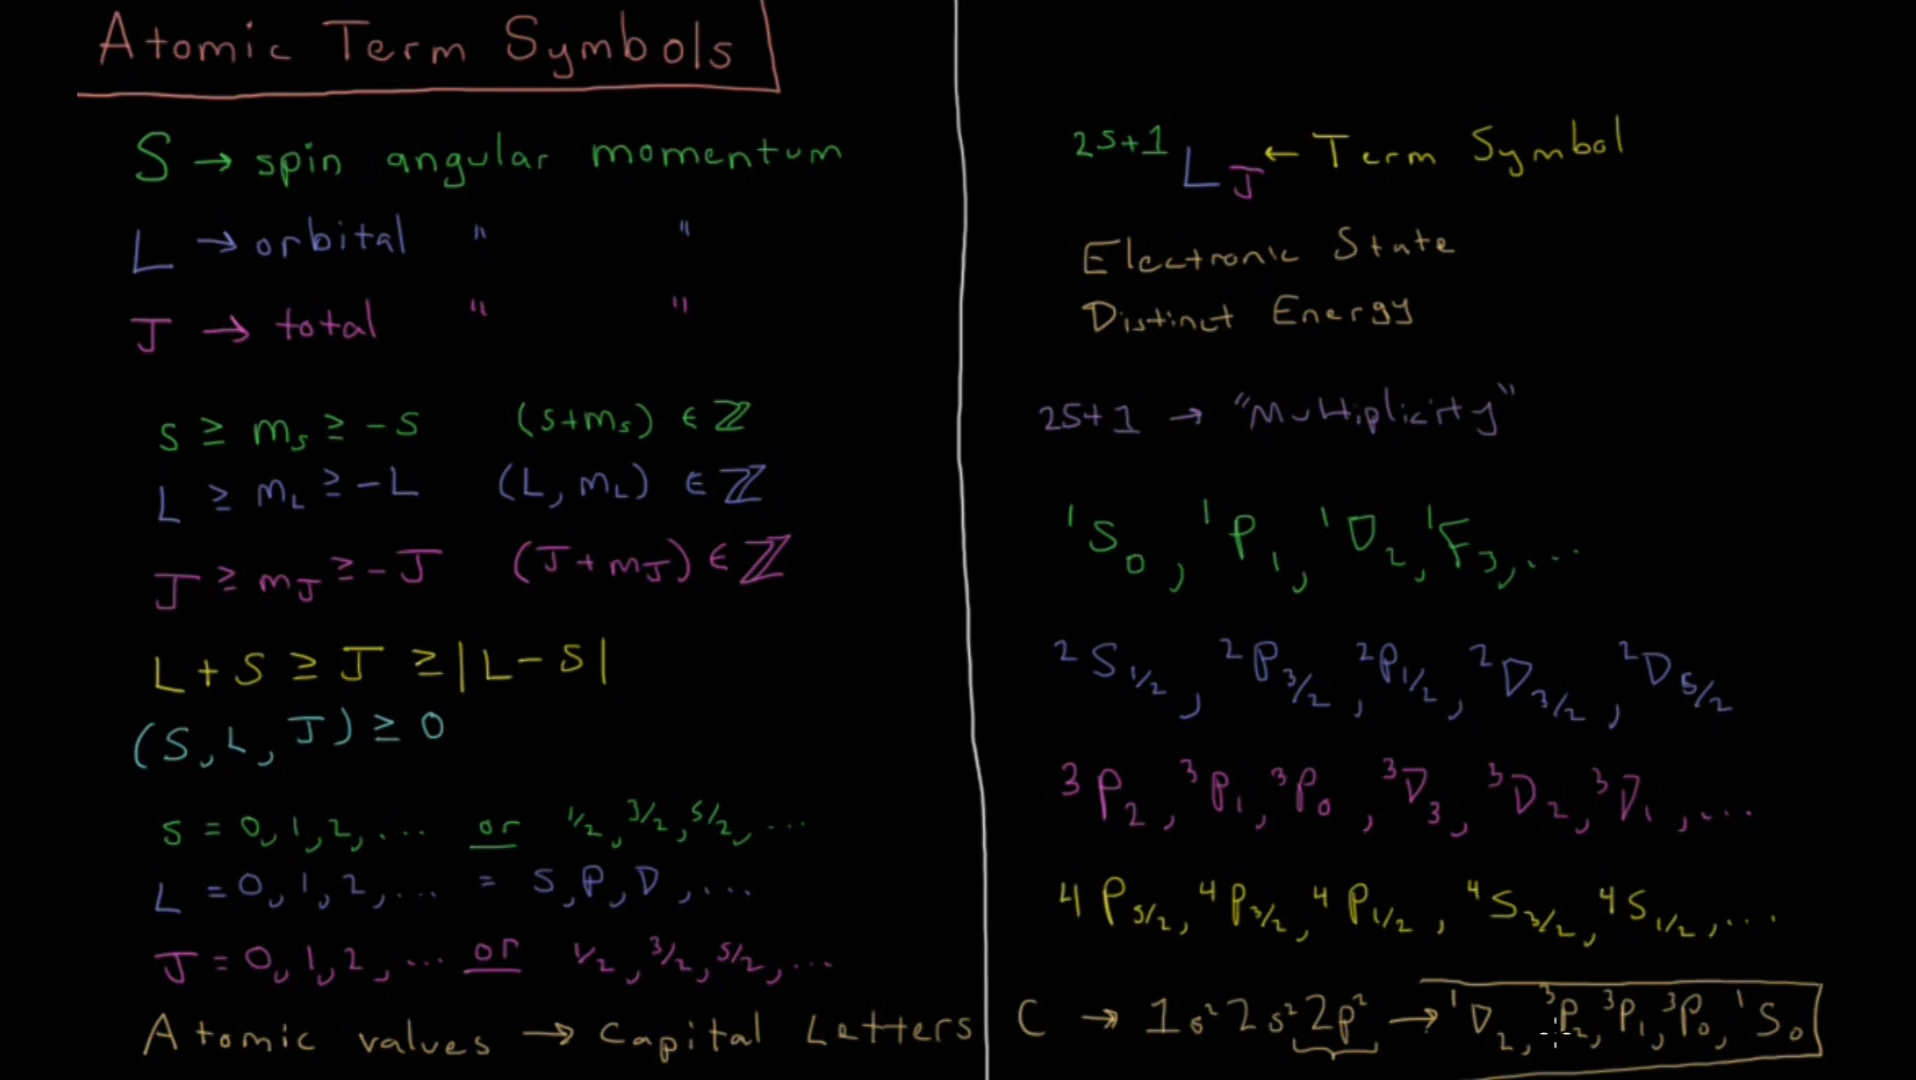 Atomic Term Symbols
S → spin angular momentum
L → orbital " "
J → total " "
S ≥ mₛ ≥ -S (S+mₛ) ∈ ℤ
L ≥ m_L ≥ -L (L, m_L) ∈ ℤ
J ≥ m_J ≥ -J (J+m_J) ∈ ℤ
L+S ≥ J ≥ |L-S|
(S, L, J) ≥ 0
S = 0, 1, 2, ... or 1/2, 3/2, 5/2, ...
L = 0, 1, 2, ... = S, P, D, ...
J = 0, 1, 2, ... or 1/2, 3/2, 5/2, ...
Atomic values → Capital Letters
²ˢ⁺¹L_J ← Term Symbol
Electronic State
Distinct Energy
2S+1 → "Multiplicity"
¹S₀, ¹P₁, ¹D₂, ¹F₃, ...
²S_1/2, ²P_3/2, ²P_1/2, ²D_3/2, ²D_5/2
³P₂, ³P₁, ³P₀, ³D₃, ³D₂, ³D₁, ...
⁴P_5/2, ⁴P_3/2, ⁴P_1/2, ⁴S_3/2, ⁴S_1/2, ...
C → 1s²2s²2p² → ¹D₂, ³P₂, ³P₁, ³P₀, ¹S₀